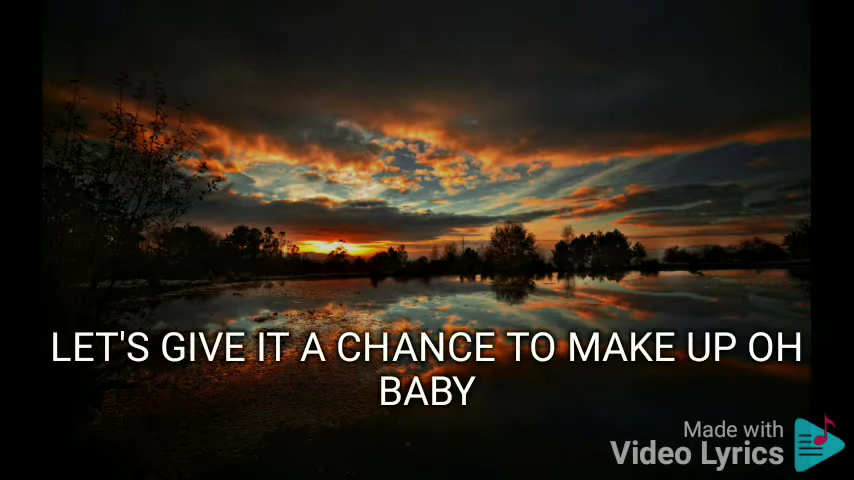 LET'S GIVE IT A CHANCE TO MAKE UP OH
BABY
Made with
Video Lyrics